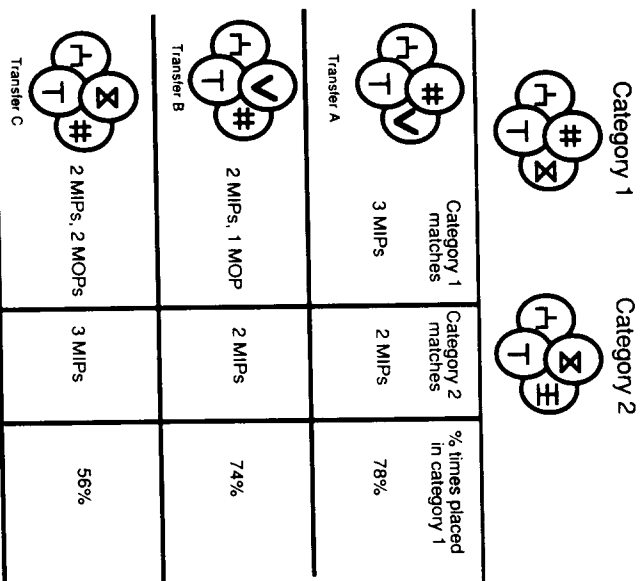 Category 1
Category 2
Category 1
matches
Category 2
matches
% times placed
in category 1
Transfer A
3 MIPs
2 MIPs
78%
Transfer B
2 MIPs, 1 MOP
2 MIPs
74%
Transfer C
2 MIPs, 2 MOPs
3 MIPs
56%